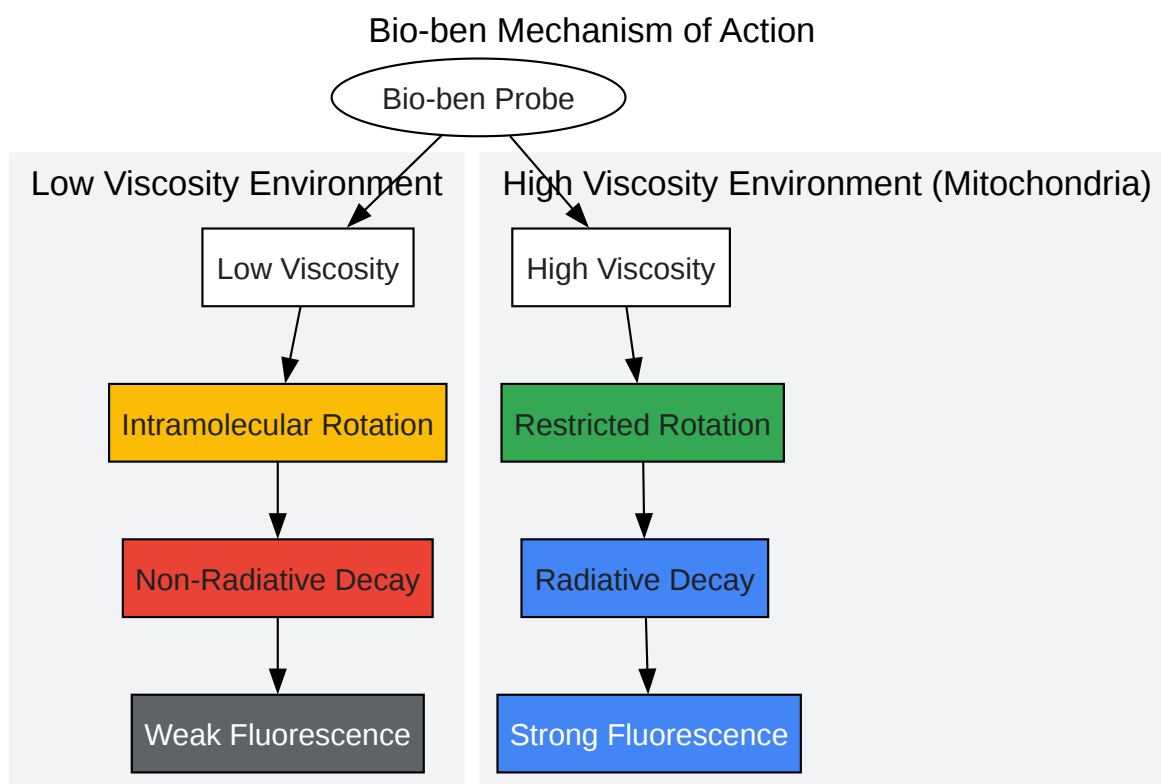 Bio-ben Mechanism of Action
Bio-ben Probe
Low Viscosity Environment
High Viscosity Environment (Mitochondria)
Low Viscosity
High Viscosity
Intramolecular Rotation
Restricted Rotation
Non-Radiative Decay
Radiative Decay
Weak Fluorescence
Strong Fluorescence